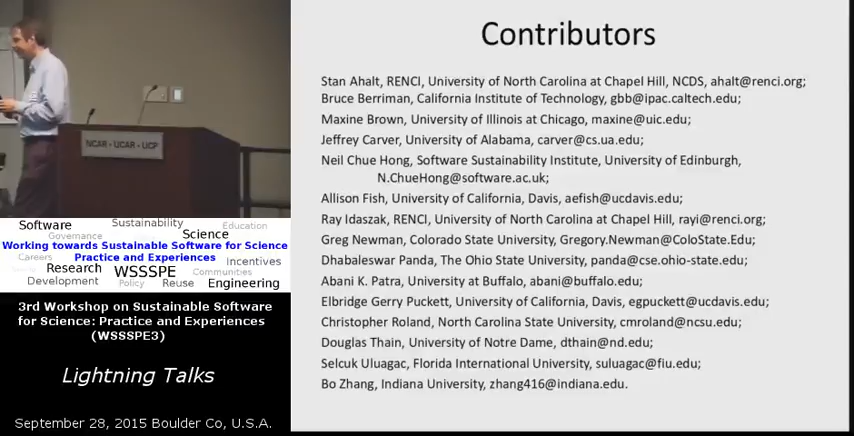 Contributors
Stan Ahalt, RENCI, University of North Carolina at Chapel Hill, NCDS, ahalt@renci.org;
Bruce Berriman, California Institute of Technology, gbb@ipac.caltech.edu;
Maxine Brown, University of Illinois at Chicago, maxine@uic.edu;
Jeffrey Carver, University of Alabama, carver@cs.ua.edu;
Neil Chue Hong, Software Sustainability Institute, University of Edinburgh,
N.ChueHong@software.ac.uk;
Allison Fish, University of California, Davis, aefish@ucdavis.edu;
Ray Idaszak, RENCI, University of North Carolina at Chapel Hill, rayi@renci.org;
Greg Newman, Colorado State University, Gregory.Newman@ColoState.Edu;
Dhabaleswar Panda, The Ohio State University, panda@cse.ohio-state.edu;
Abani K. Patra, University at Buffalo, abani@buffalo.edu;
Elbridge Gerry Puckett, University of California, Davis, egpuckett@ucdavis.edu;
Christopher Roland, North Carolina State University, cmroland@ncsu.edu;
Douglas Thain, University of Notre Dame, dthain@nd.edu;
Selcuk Uluagac, Florida International University, suluagac@fiu.edu;
Bo Zhang, Indiana University, zhang416@indiana.edu.
NCAR - UCAR - UCP
Software Sustainability Education
Governance Science
Working towards Sustainable Software for Science
Practice and Experiences
Careers Incentives
Research WSSSPE Communities
Development Policy Reuse Engineering
3rd Workshop on Sustainable Software
for Science: Practice and Experiences
(WSSSPE3)
Lightning Talks
September 28, 2015 Boulder Co, U.S.A.